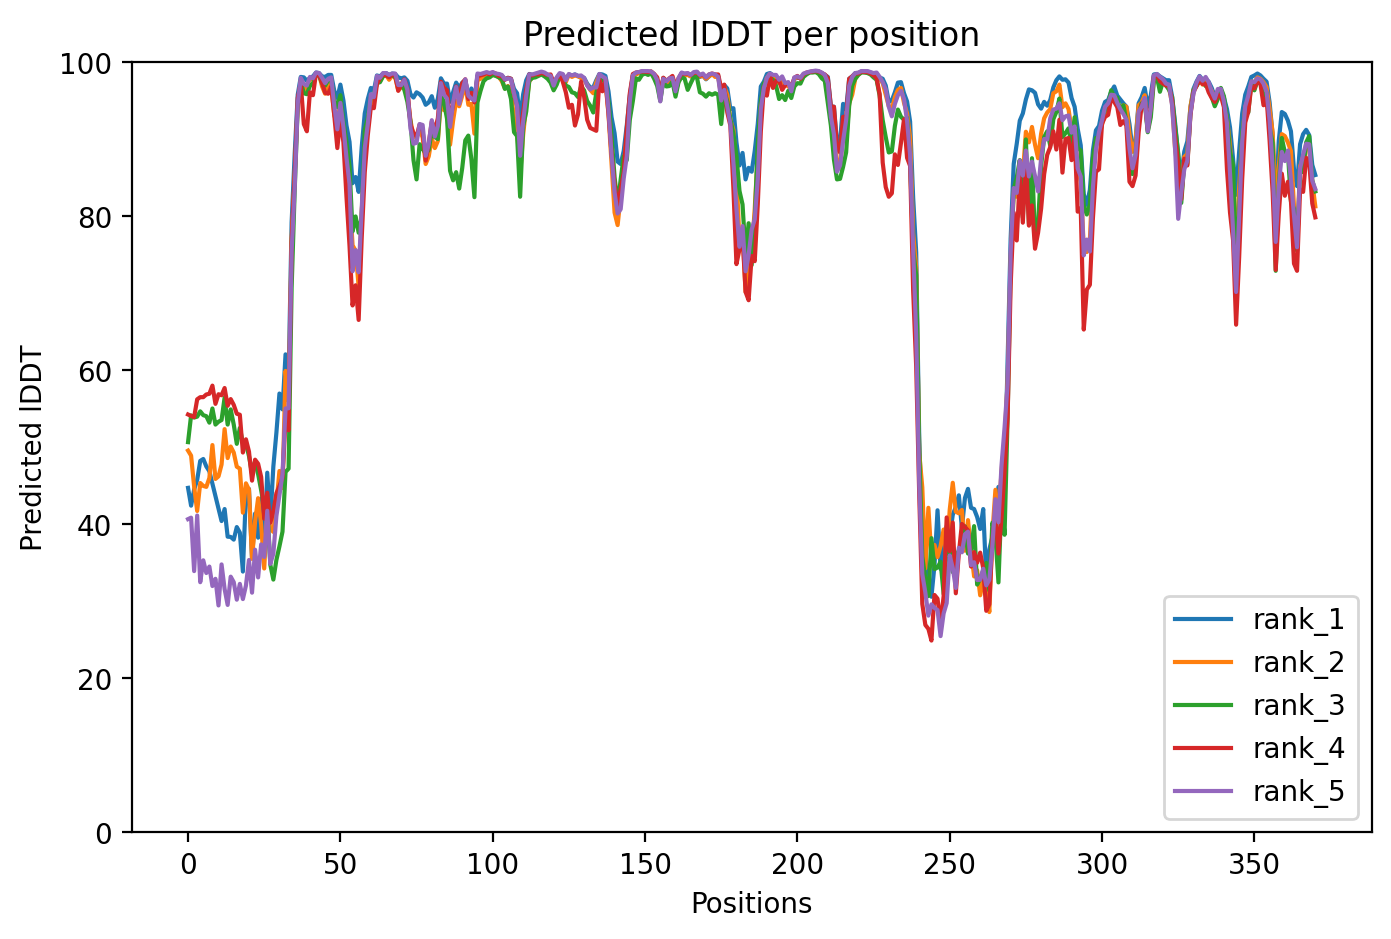 Predicted lDDT per position
Predicted lDDT
100
80
60
40
20
0
0 50 100 150 200 250 300 350
Positions
rank_1
rank_2
rank_3
rank_4
rank_5